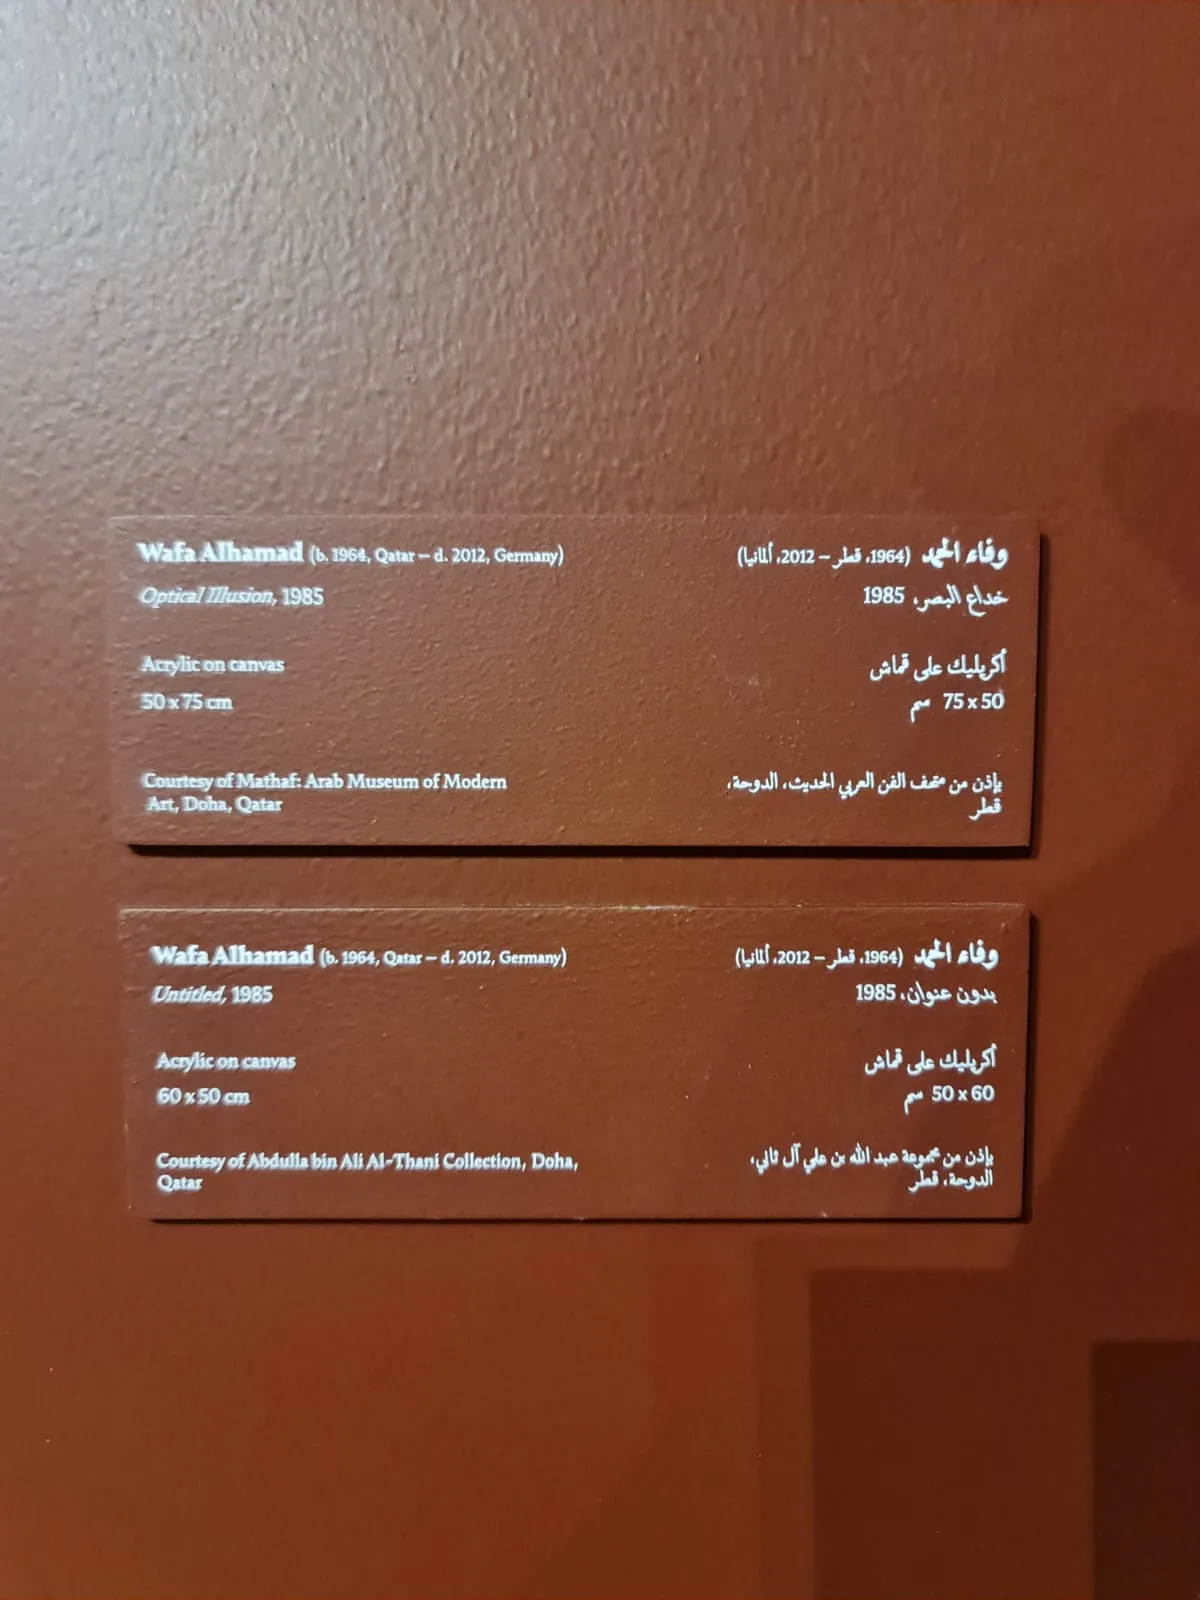 Wafa Alhamad (b. 1964, Qatar – d. 2012, Germany)
Optical Illusion, 1985
Acrylic on canvas
50 x 75 cm
Courtesy of Mathaf: Arab Museum of Modern
Art, Doha, Qatar
وفاء الحمد (1964، قطر – 2012، ألمانيا)
خداع البصر، 1985
أكريليك على قماش
75 x 50 سم
بإذن من متحف الفن العربي الحديث، الدوحة،
قطر
Wafa Alhamad (b. 1964, Qatar – d. 2012, Germany)
Untitled, 1985
Acrylic on canvas
60 x 50 cm
Courtesy of Abdulla bin Ali Al-Thani Collection, Doha,
Qatar
وفاء الحمد (1964، قطر – 2012، ألمانيا)
بدون عنوان، 1985
أكريليك على قماش
50 x 60 سم
بإذن من مجموعة عبد الله بن علي آل ثاني،
الدوحة، قطر